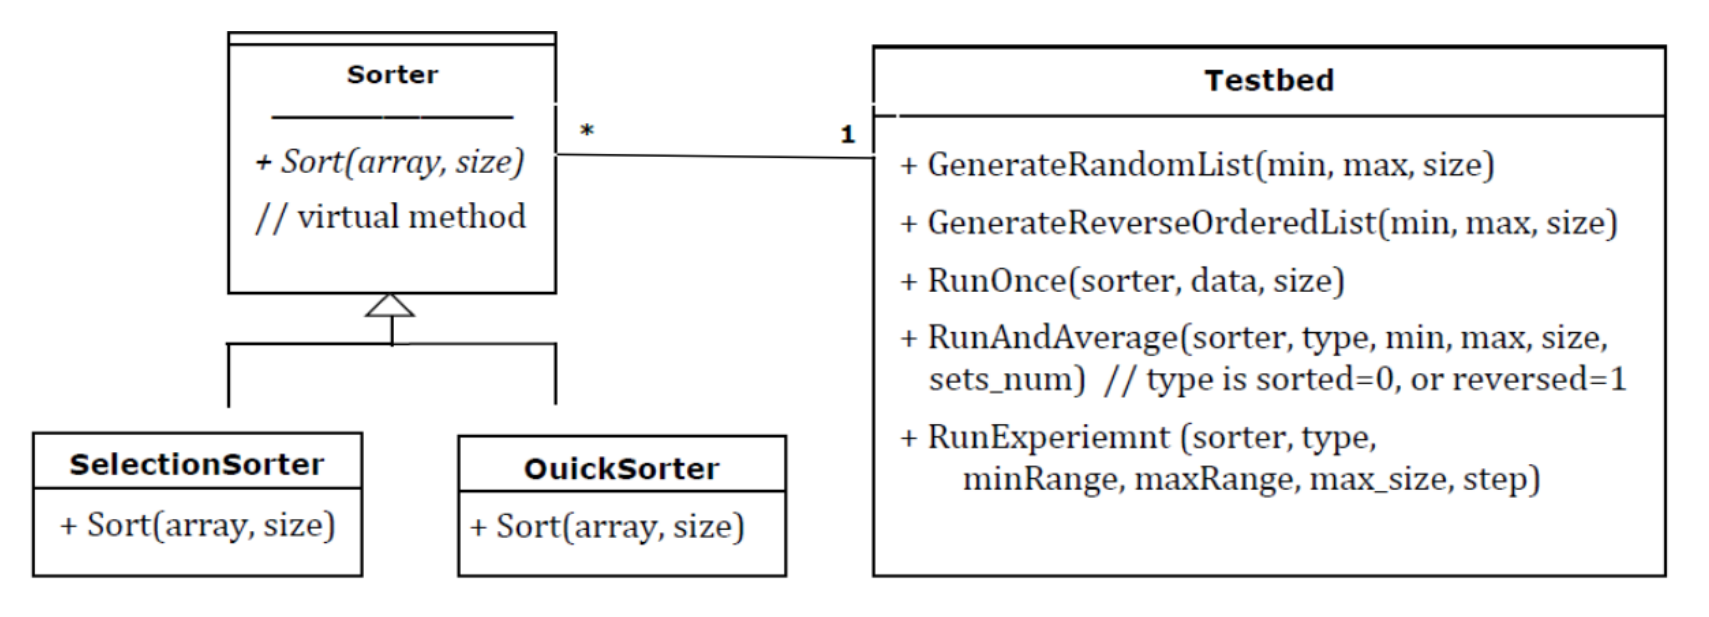 Sorter
+ Sort(array, size)
// virtual method
* 1
Testbed
+ GenerateRandomList(min, max, size)
+ GenerateReverseOrderedList(min, max, size)
+ RunOnce(sorter, data, size)
+ RunAndAverage(sorter, type, min, max, size,
sets_num) // type is sorted=0, or reversed=1
+ RunExperiemnt (sorter, type,
minRange, maxRange, max_size, step)
SelectionSorter
+ Sort(array, size)
OuickSorter
+ Sort(array, size)